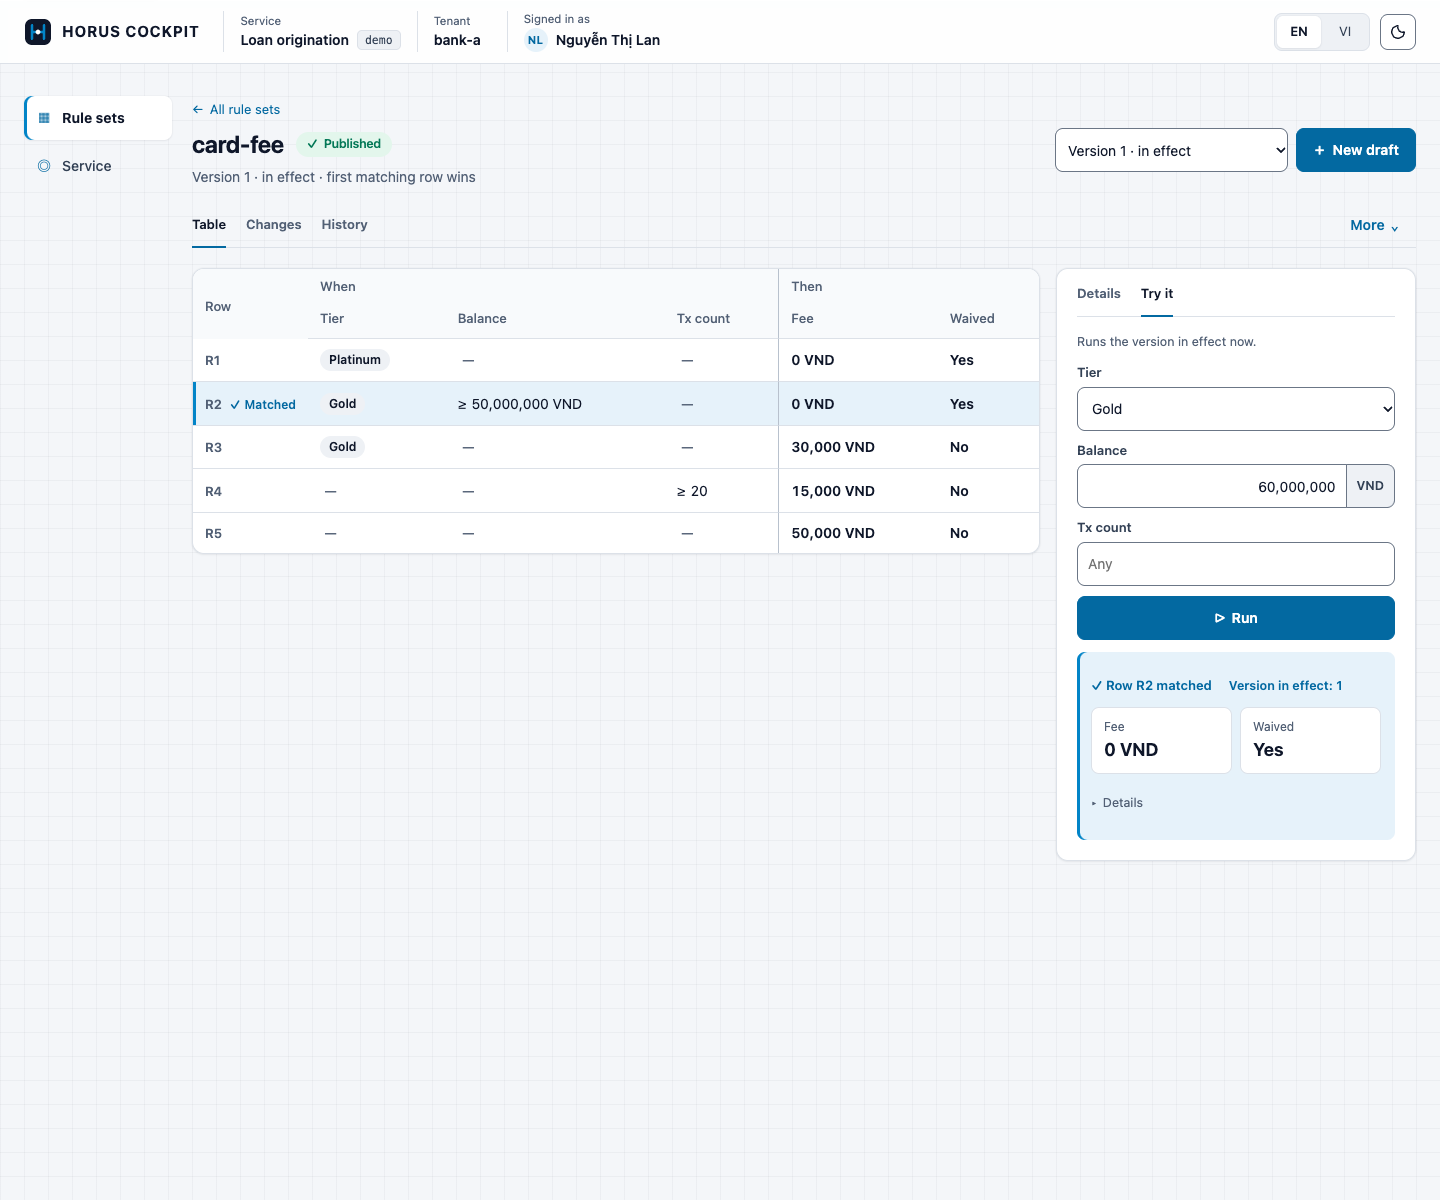 HORUS COCKPIT
Service
Loan origination demo
Tenant
bank-a
Signed in as
NL Nguyễn Thị Lan
EN VI
Rule sets
Service
← All rule sets
card-fee ✓ Published
Version 1 · in effect · first matching row wins
Version 1 · in effect
+ New draft
Table Changes History
More
Row When Then
Tier Balance Tx count Fee Waived
R1 Platinum — — 0 VND Yes
R2 ✓ Matched Gold ≥ 50,000,000 VND — 0 VND Yes
R3 Gold — — 30,000 VND No
R4 — — ≥ 20 15,000 VND No
R5 — — — 50,000 VND No
Details Try it
Runs the version in effect now.
Tier
Gold
Balance
60,000,000 VND
Tx count
Any
Run
✓ Row R2 matched Version in effect: 1
Fee
0 VND
Waived
Yes
Details